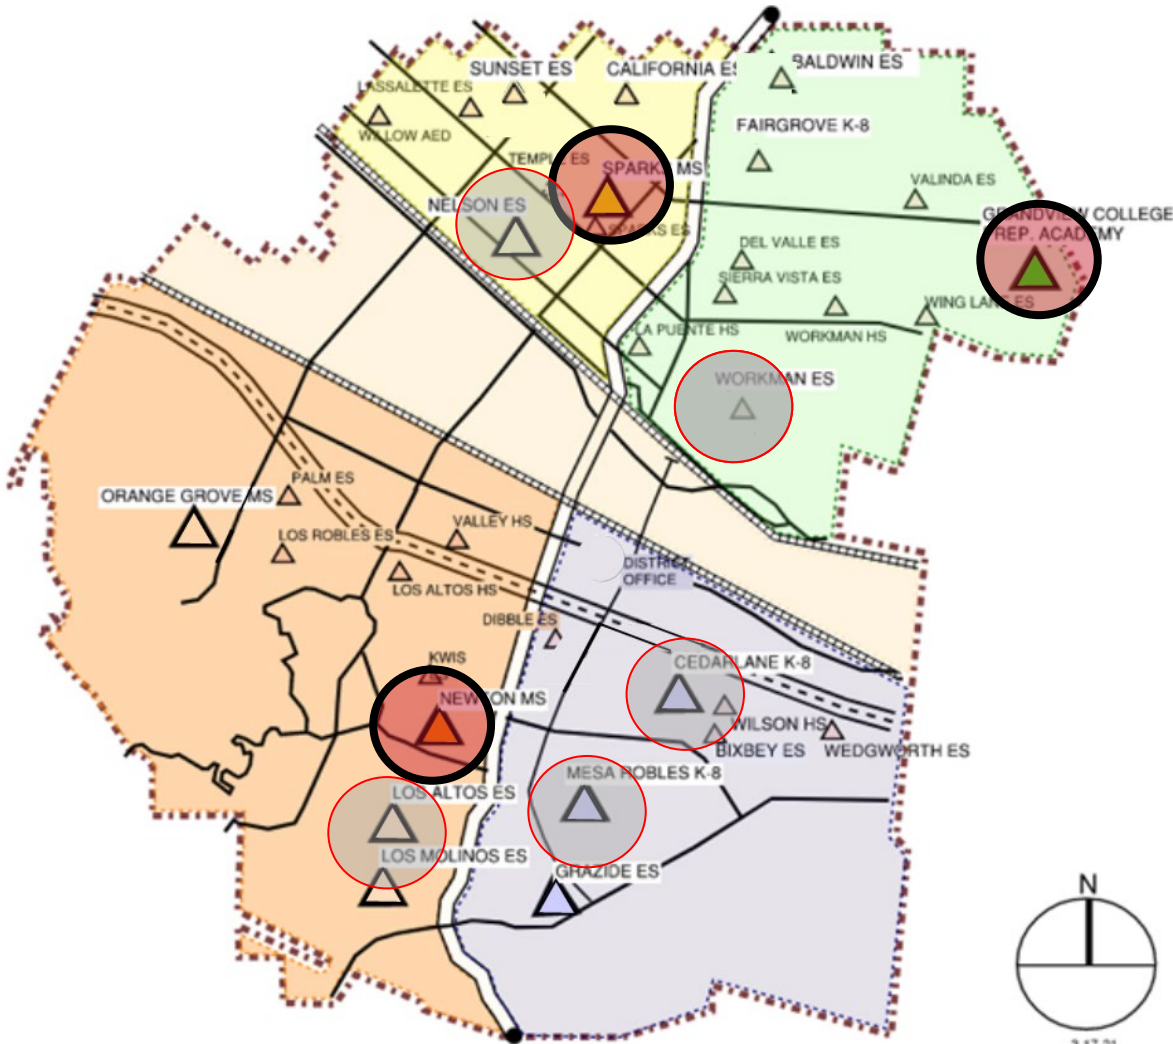 BALDWIN ES
SUNSET ES
CALIFORNIA ES
LASSALETTE ES
WILLOW AED
FAIRGROVE K-8
TEMPLE ES
SPARKS MS
VALINDA ES
NELSON ES
GRANDVIEW COLLEGE
PREP. ACADEMY
SPARKS ES
DEL VALLE ES
SIERRA VISTA ES
WING LANE ES
LA PUENTE HS
WORKMAN HS
WORKMAN ES
PALM ES
ORANGE GROVE MS
VALLEY HS
LOS ROBLES ES
DISTRICT
OFFICE
LOS ALTOS HS
DIBBLE ES
KWIS
CEDARLANE K-8
NEWTON MS
WILSON HS
BIXBEY ES
WEDGWORTH ES
MESA ROBLES K-8
LOS ALTOS ES
LOS MOLINOS ES
GRAZIDE ES
N